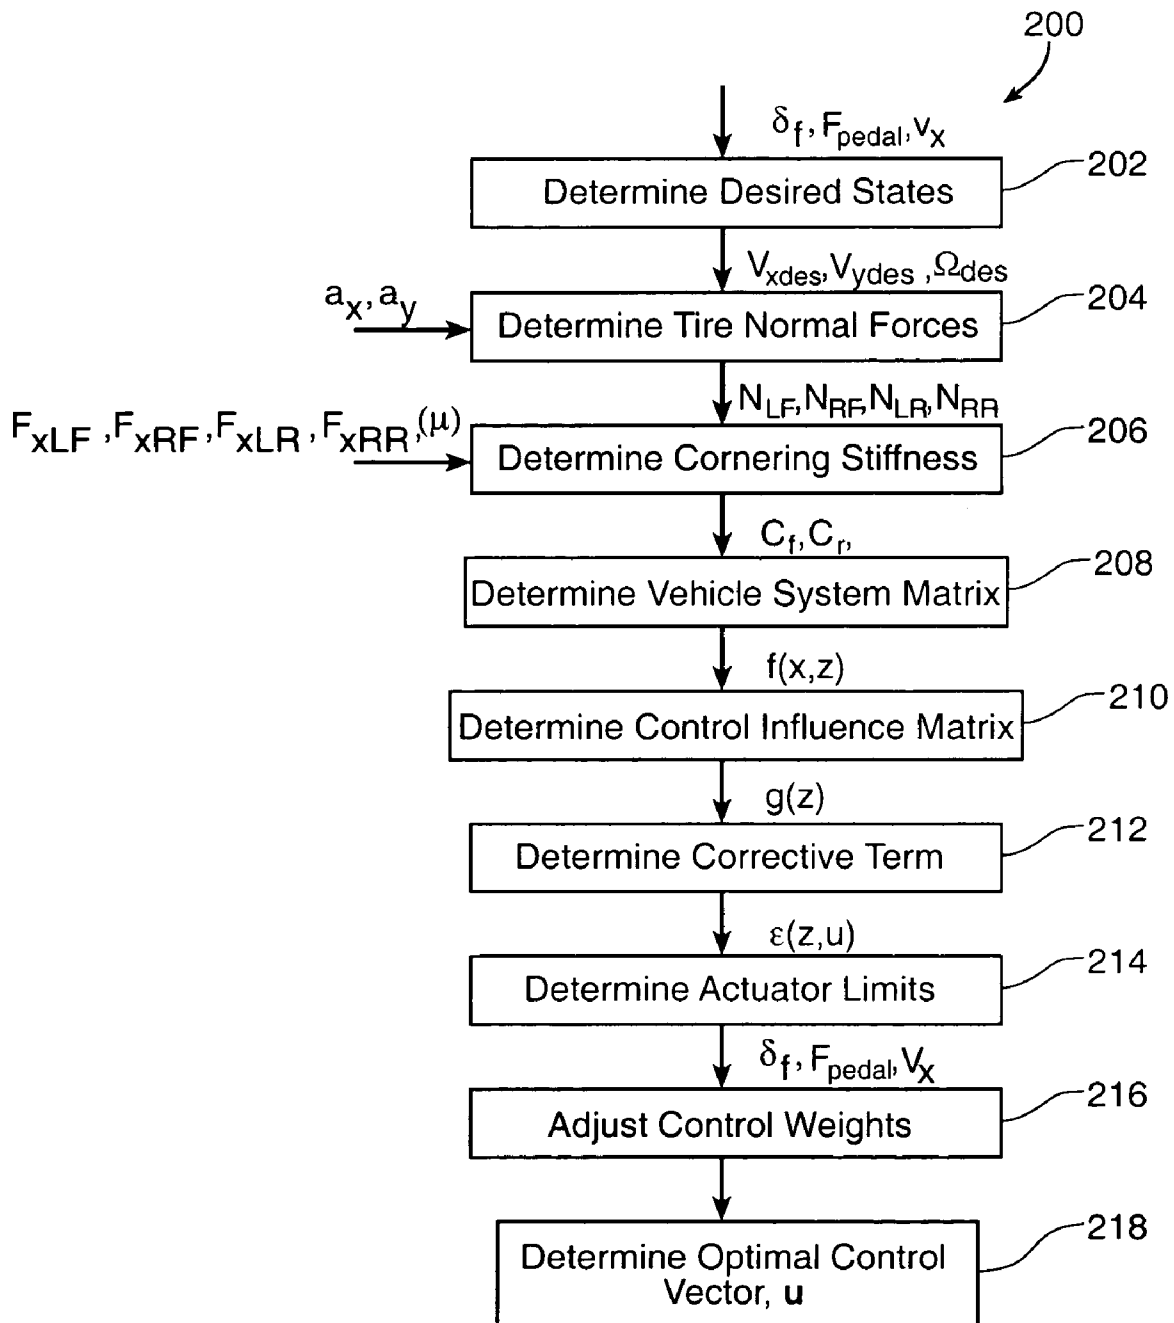 200
δf, Fpedal, vx
Determine Desired States
202
Vxdes, Vydes, Ωdes
ax, ay
Determine Tire Normal Forces
204
NLF, NRF, NLR, NRR
FxLF, FxRF, FxLR, FxRR, (μ)
Determine Cornering Stiffness
206
Cf, Cr,
Determine Vehicle System Matrix
208
f(x,z)
Determine Control Influence Matrix
210
g(z)
Determine Corrective Term
212
ε(z,u)
Determine Actuator Limits
214
δf, Fpedal, Vx
Adjust Control Weights
216
Determine Optimal Control
Vector, u
218